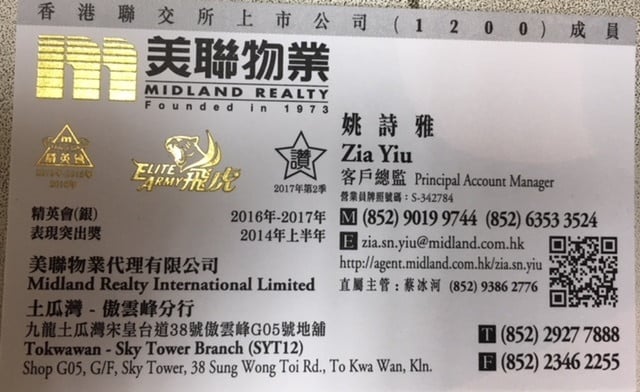 香港聯交所上市公司(1200)成員
美聯物業
MIDLAND REALTY
Founded in 1973
姚詩雅
Zia Yiu
客戶總監 Principal Account Manager
營業員牌照號碼：S-342784
精英會
ELITE ARMY 飛虎
讚
2017年第2季
精英會(銀) 2016年-2017年
表現突出獎 2014年上半年
M (852) 9019 9744 (852) 6353 3524
E zia.sn.yiu@midland.com.hk
http://agent.midland.com.hk/zia.sn.yiu
直屬主管：蔡冰河 (852) 9386 2776
美聯物業代理有限公司
Midland Realty International Limited
土瓜灣 - 傲雲峰分行
九龍土瓜灣宋皇台道38號傲雲峰G05號地舖
Tokwawan - Sky Tower Branch (SYT12)
Shop G05, G/F, Sky Tower, 38 Sung Wong Toi Rd., To Kwa Wan, Kln.
T (852) 2927 7888
F (852) 2346 2255